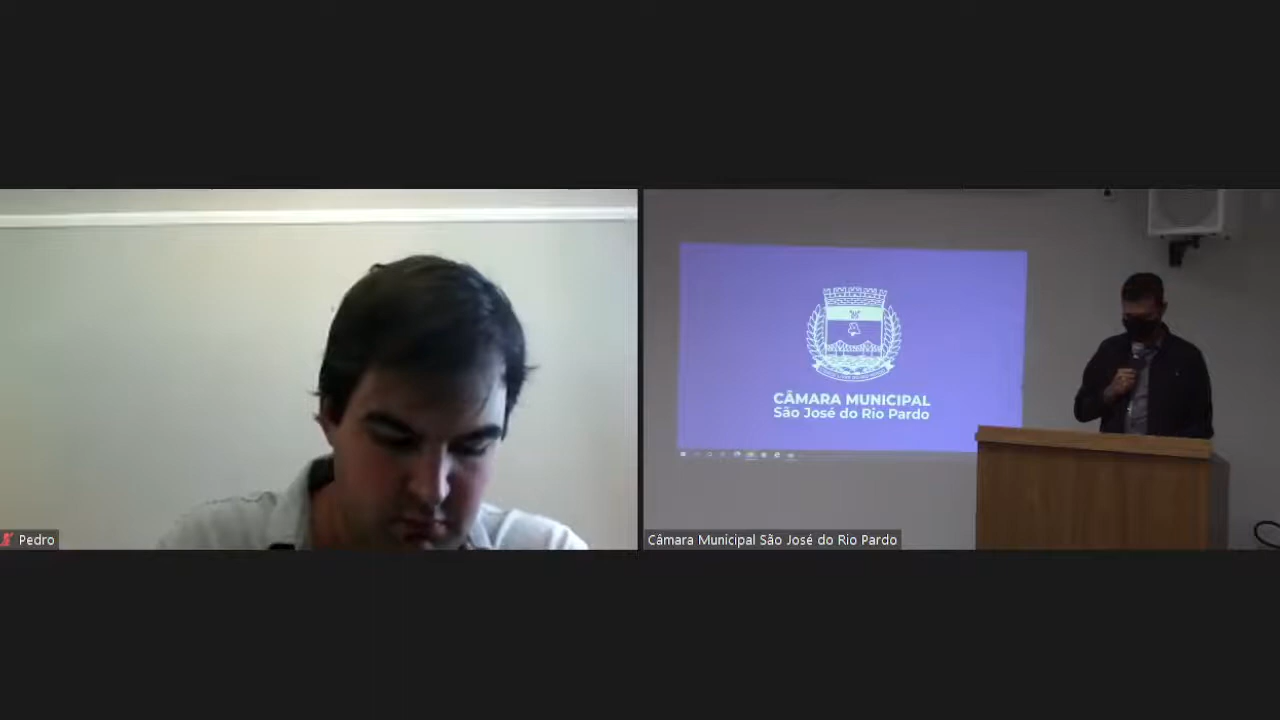 CÂMARA MUNICIPAL
São José do Rio Pardo
Pedro
Câmara Municipal São José do Rio Pardo